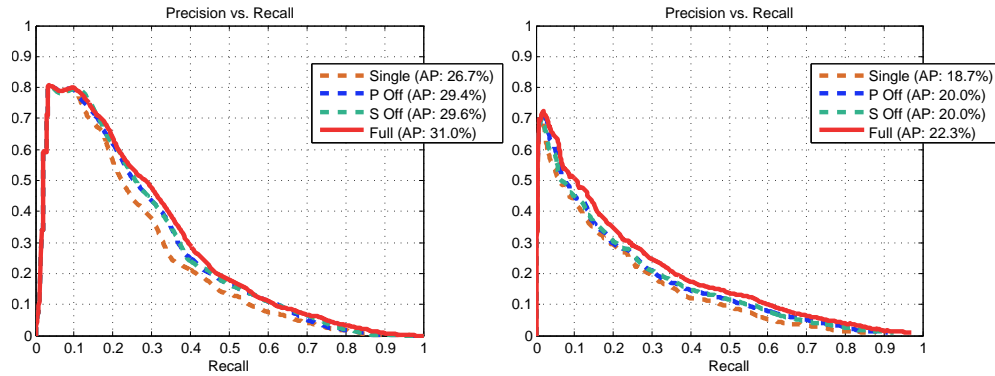 Precision vs. Recall
1
0.9
0.8
0.7
0.6
0.5
0.4
0.3
0.2
0.1
0
0 0.1 0.2 0.3 0.4 0.5 0.6 0.7 0.8 0.9 1
Recall
Single (AP: 26.7%)
P Off (AP: 29.4%)
S Off (AP: 29.6%)
Full (AP: 31.0%)
Precision vs. Recall
1
0.9
0.8
0.7
0.6
0.5
0.4
0.3
0.2
0.1
0
0 0.1 0.2 0.3 0.4 0.5 0.6 0.7 0.8 0.9 1
Recall
Single (AP: 18.7%)
P Off (AP: 20.0%)
S Off (AP: 20.0%)
Full (AP: 22.3%)